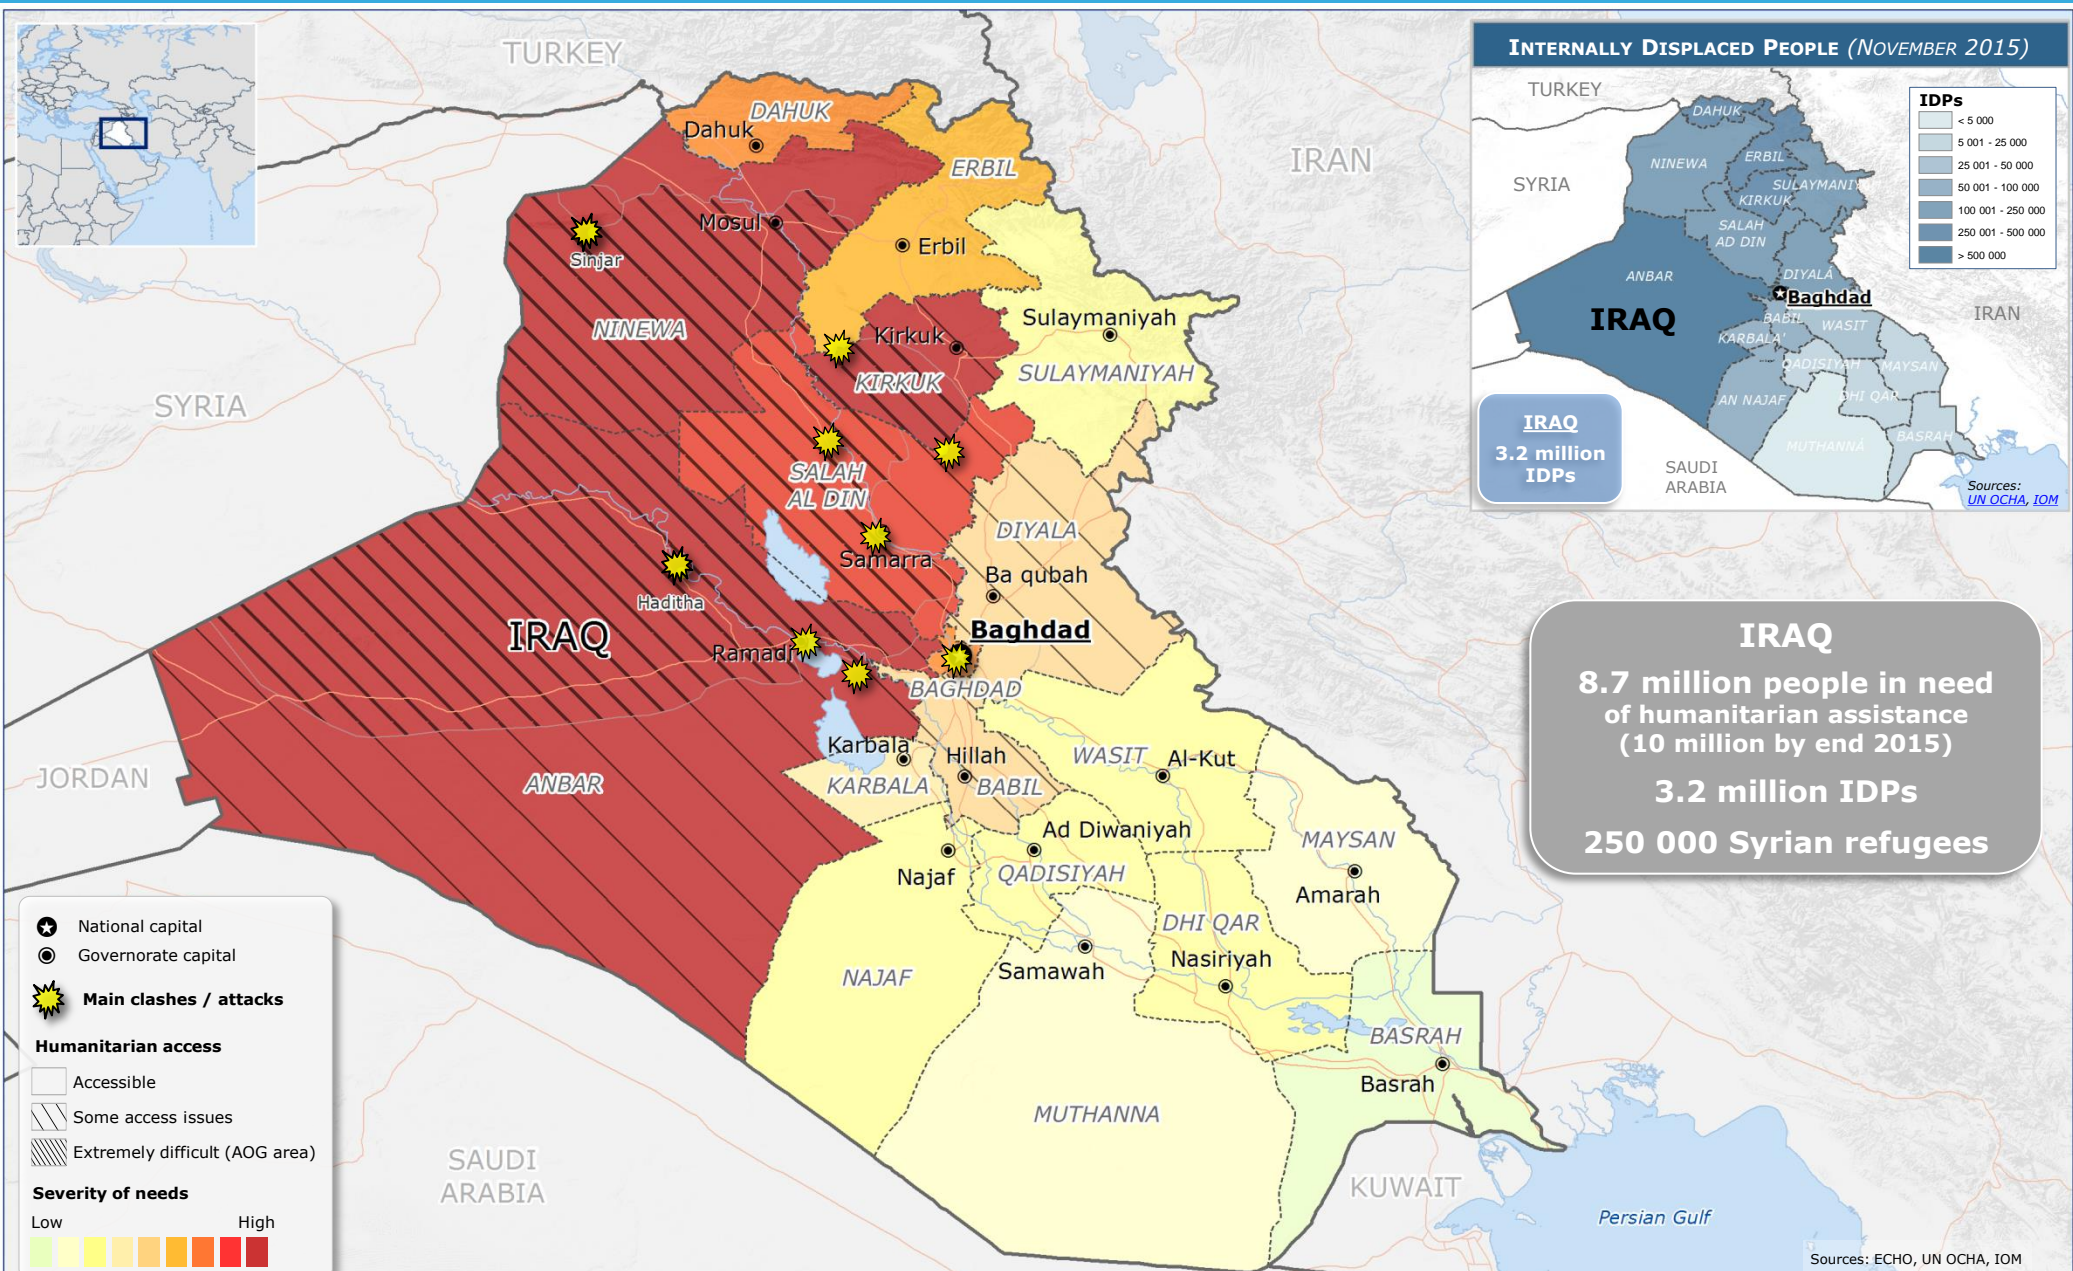 TURKEY
IRAN
SYRIA
JORDAN
SAUDI
ARABIA
KUWAIT
Persian Gulf
IRAQ
DAHUK
Dahuk
ERBIL
Erbil
Mosul
Sinjar
NINEWA
Kirkuk
KIRKUK
Sulaymaniyah
SULAYMANIYAH
SALAH
AL DIN
Samarra
DIYALA
Ba qubah
Haditha
Baghdad
Ramadi
BAGHDAD
ANBAR
Karbala'
KARBALA
Hillah
BABIL
WASIT
Al-Kut
Ad Diwaniyah
QADISIYAH
Najaf
NAJAF
MAYSAN
Amarah
DHI QAR
Nasiriyah
Samawah
MUTHANNA
BASRAH
Basrah
INTERNALLY DISPLACED PEOPLE (NOVEMBER 2015)
TURKEY
SYRIA
IRAN
SAUDI
ARABIA
DAHUK
NINEWA
ERBIL
SULAYMANIY
KIRKUK
SALAH
AD DIN
ANBAR
DIYALÁ
Baghdad
IRAQ
BABIL
WASIT
KARBALA'
QADISIYAH
MAYSAN
AN NAJAF
DHI QAR
MUTHANNÁ
BASRAH
IDPs
< 5 000
5 001 - 25 000
25 001 - 50 000
50 001 - 100 000
100 001 - 250 000
250 001 - 500 000
> 500 000
IRAQ
3.2 million
IDPs
Sources:
UN OCHA, IOM
IRAQ
8.7 million people in need
of humanitarian assistance
(10 million by end 2015)
3.2 million IDPs
250 000 Syrian refugees
National capital
Governorate capital
Main clashes / attacks
Humanitarian access
Accessible
Some access issues
Extremely difficult (AOG area)
Severity of needs
Low High
Sources: ECHO, UN OCHA, IOM